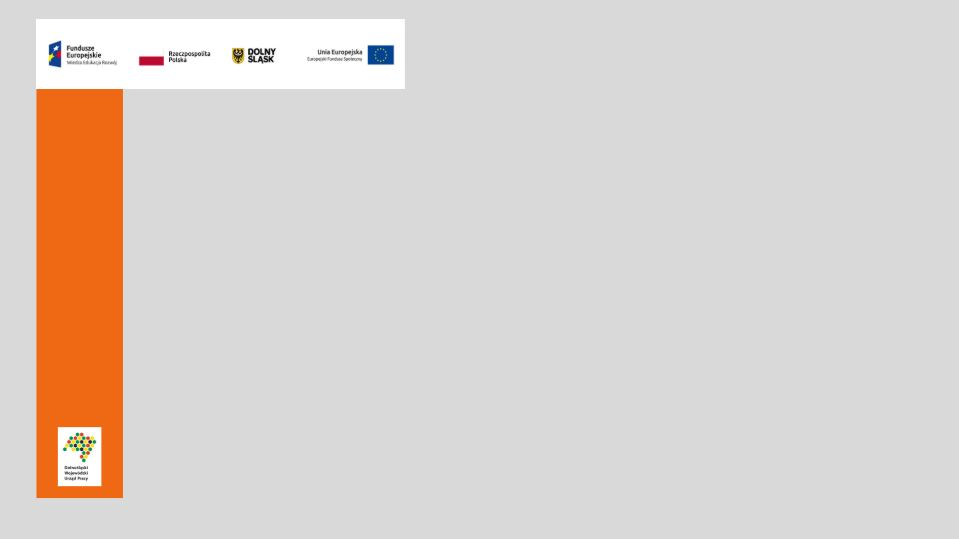 Fundusze
Europejskie
Wiedza Edukacja Rozwój
Rzeczpospolita
Polska
DOLNY
ŚLĄSK
Unia Europejska
Europejski Fundusz Społeczny
Dolnośląski
Wojewódzki
Urząd Pracy